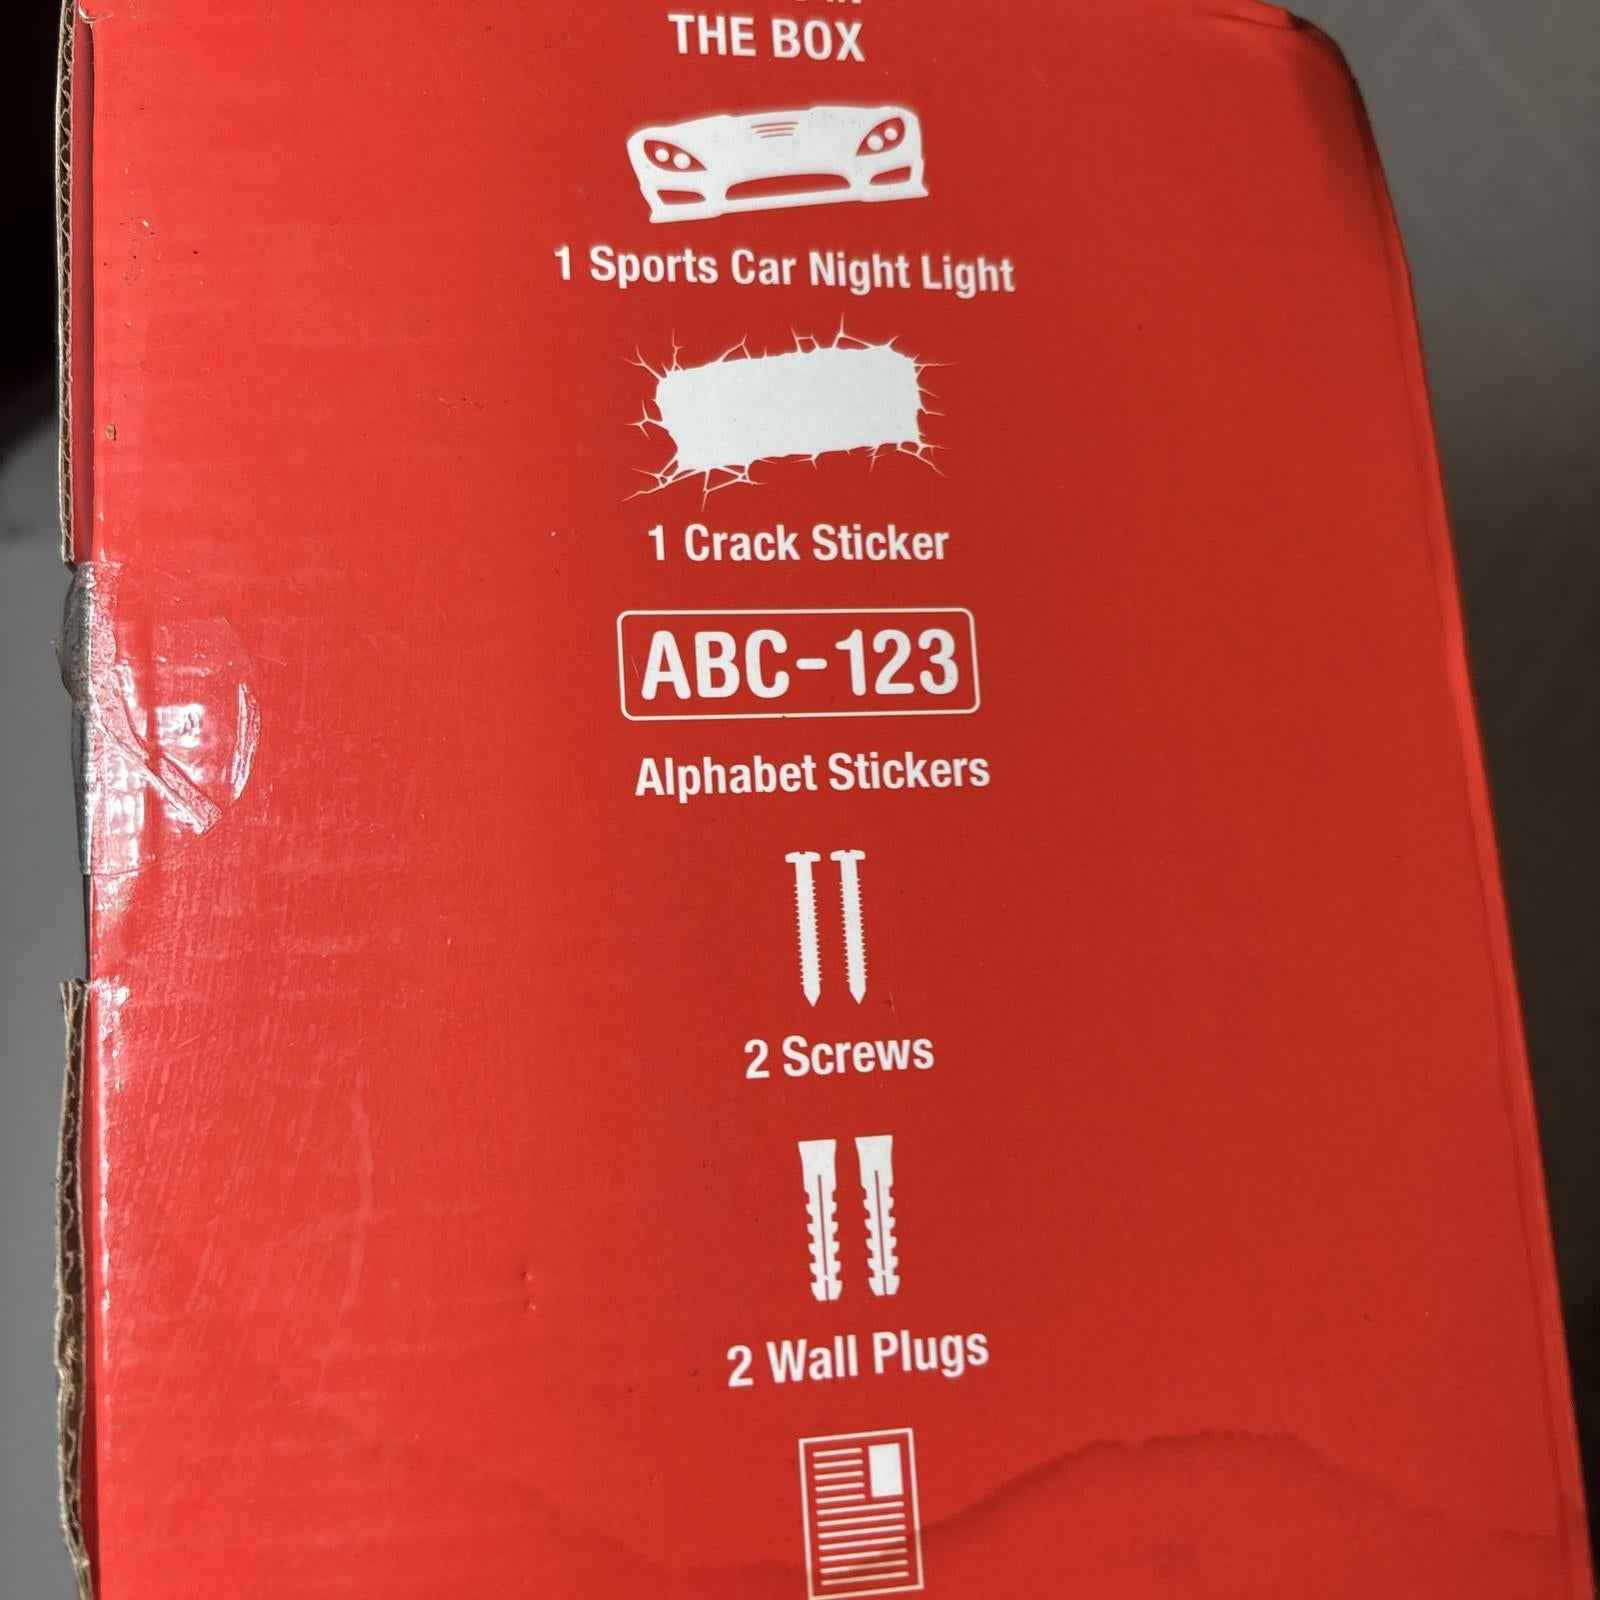 THE BOX
1 Sports Car Night Light
1 Crack Sticker
ABC-123
Alphabet Stickers
2 Screws
2 Wall Plugs